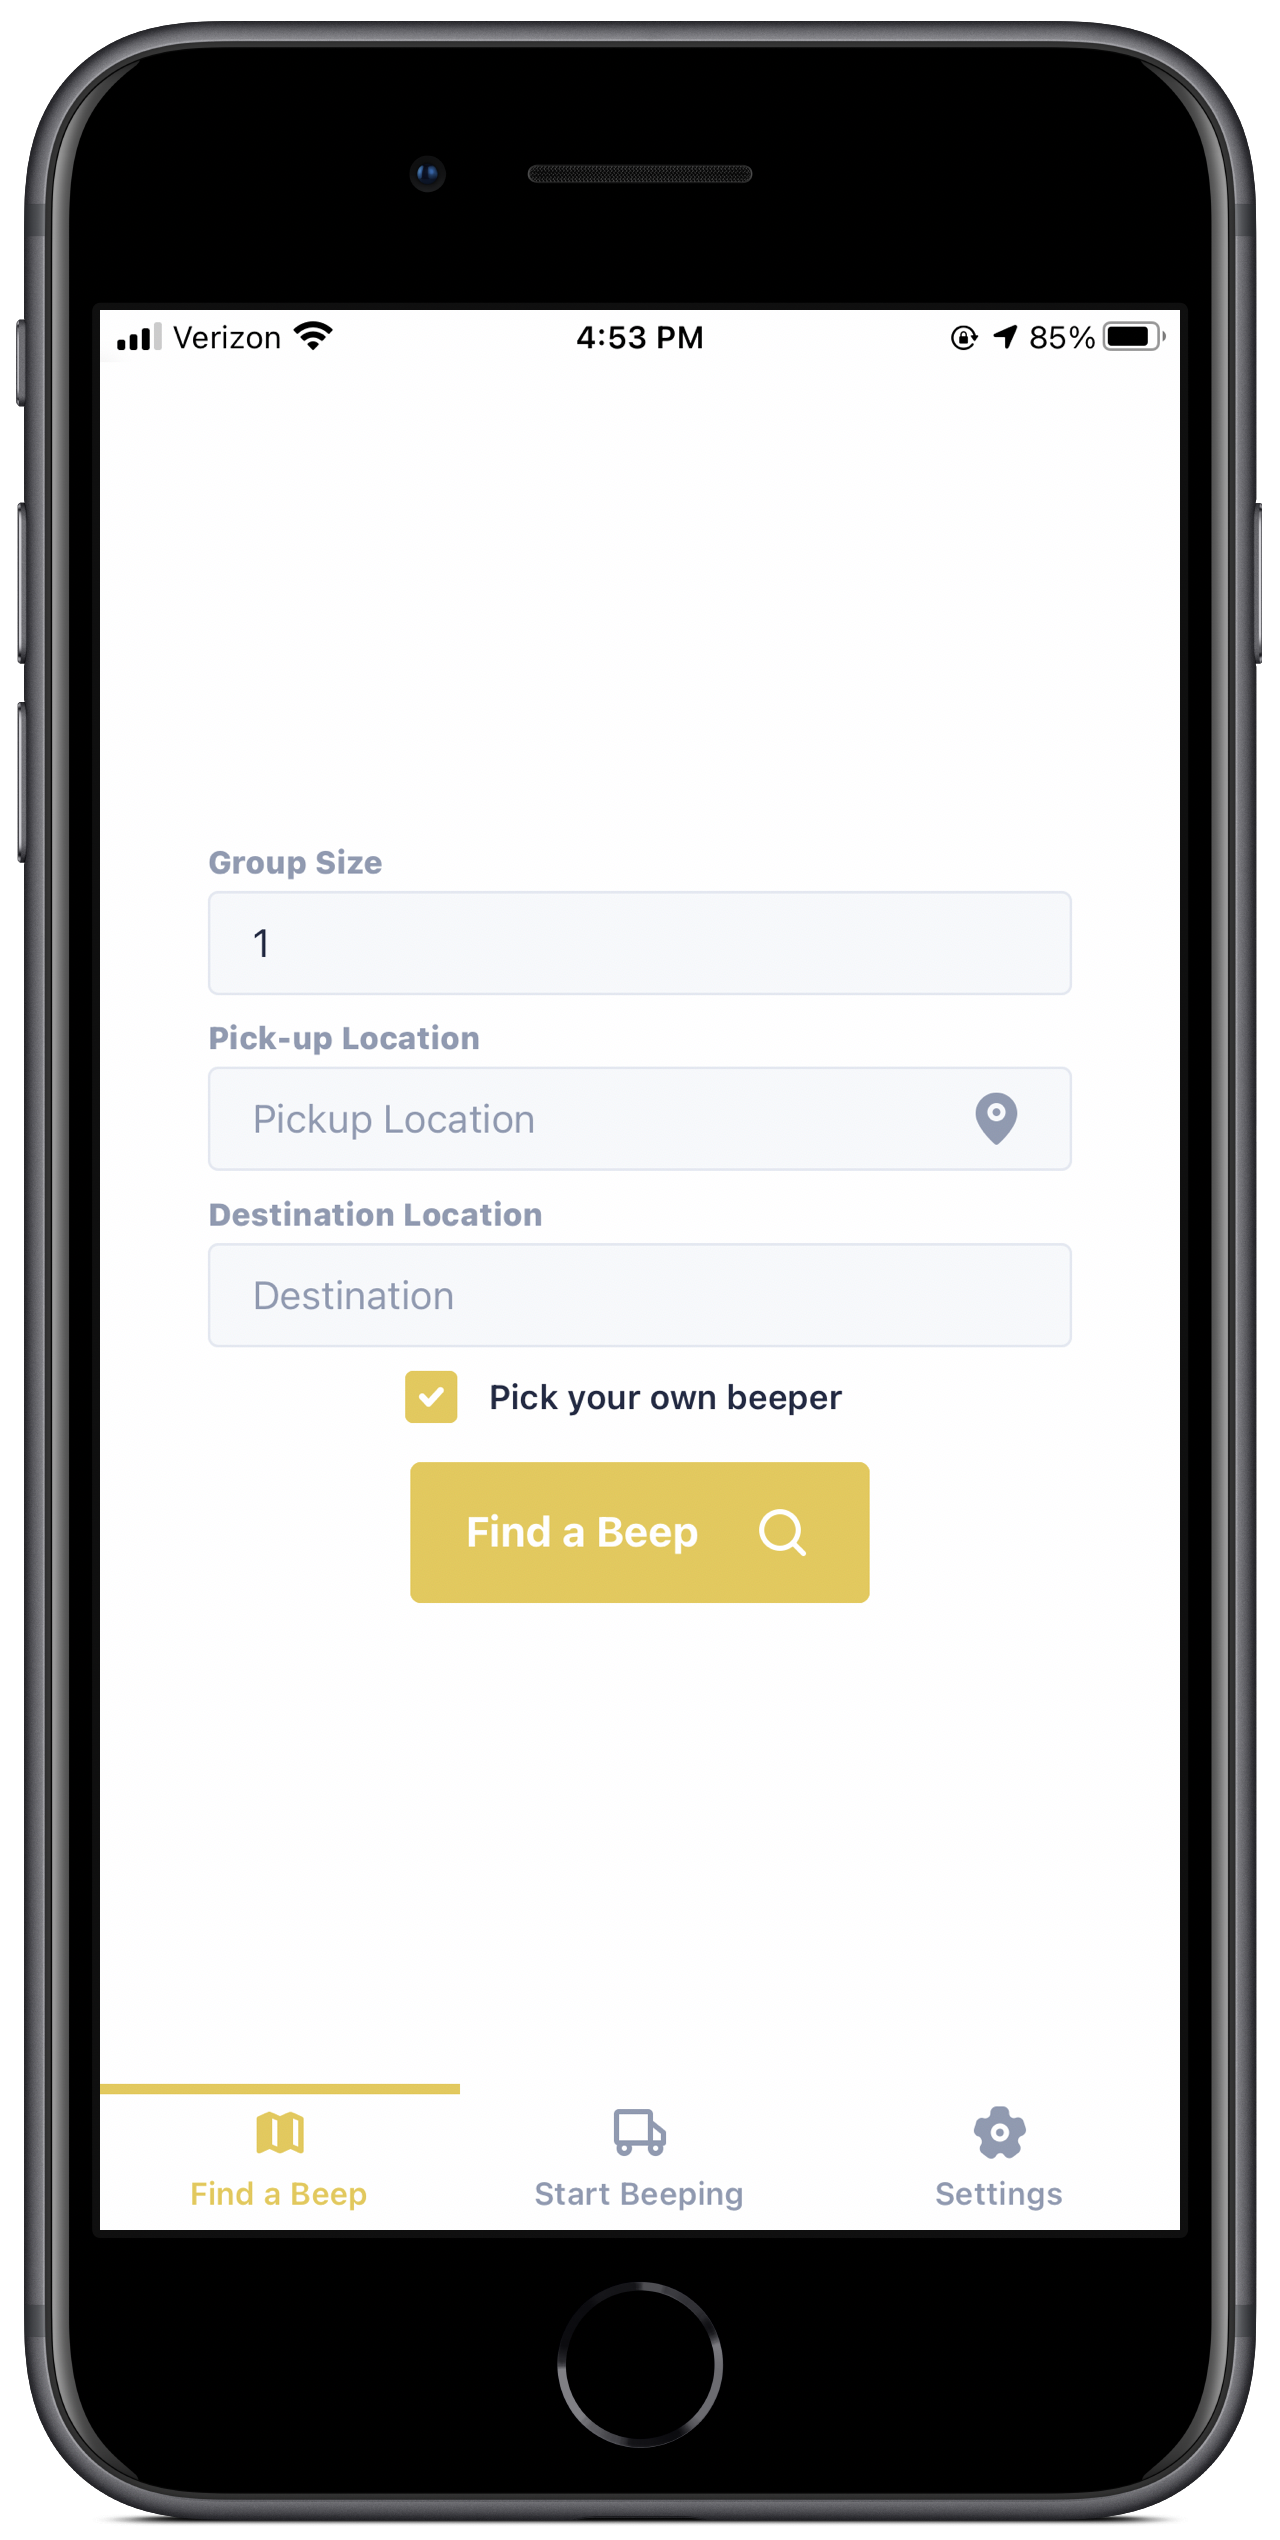 Verizon 4:53 PM 85%
Group Size
1
Pick-up Location
Pickup Location
Destination Location
Destination
Pick your own beeper
Find a Beep
Find a Beep Start Beeping Settings